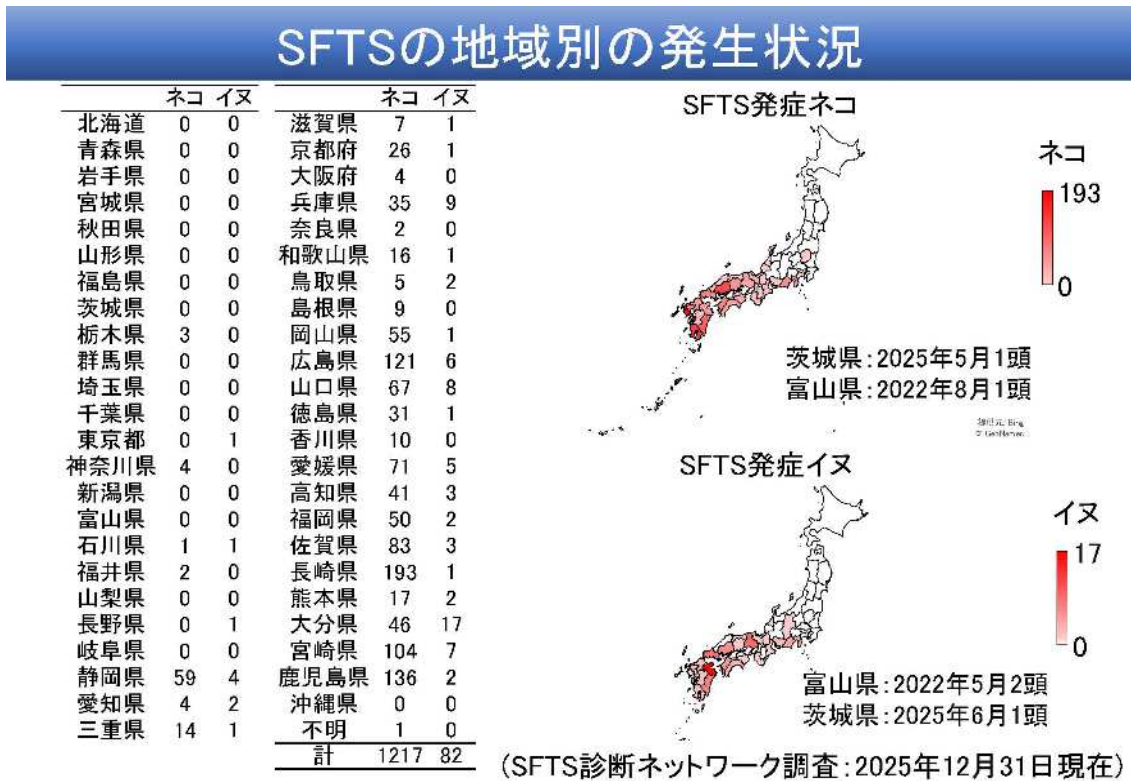 SFTSの地域別の発生状況
ネコ イヌ
北海道 0 0
青森県 0 0
岩手県 0 0
宮城県 0 0
秋田県 0 0
山形県 0 0
福島県 0 0
茨城県 0 0
栃木県 3 0
群馬県 0 0
埼玉県 0 0
千葉県 0 0
東京都 0 1
神奈川県 4 0
新潟県 0 0
富山県 0 0
石川県 1 1
福井県 2 0
山梨県 0 0
長野県 0 1
岐阜県 0 0
静岡県 59 4
愛知県 4 2
三重県 14 1
ネコ イヌ
滋賀県 7 1
京都府 26 1
大阪府 4 0
兵庫県 35 9
奈良県 2 0
和歌山県 16 1
鳥取県 5 2
島根県 9 0
岡山県 55 1
広島県 121 6
山口県 67 8
徳島県 31 1
香川県 10 0
愛媛県 71 5
高知県 41 3
福岡県 50 2
佐賀県 83 3
長崎県 193 1
熊本県 17 2
大分県 46 17
宮崎県 104 7
鹿児島県 136 2
沖縄県 0 0
不明 1 0
計 1217 82
SFTS発症ネコ
ネコ
193
0
茨城県:2025年5月1頭
富山県:2022年8月1頭
SFTS発症イヌ
イヌ
17
0
富山県:2022年5月2頭
茨城県:2025年6月1頭
(SFTS診断ネットワーク調査:2025年12月31日現在)